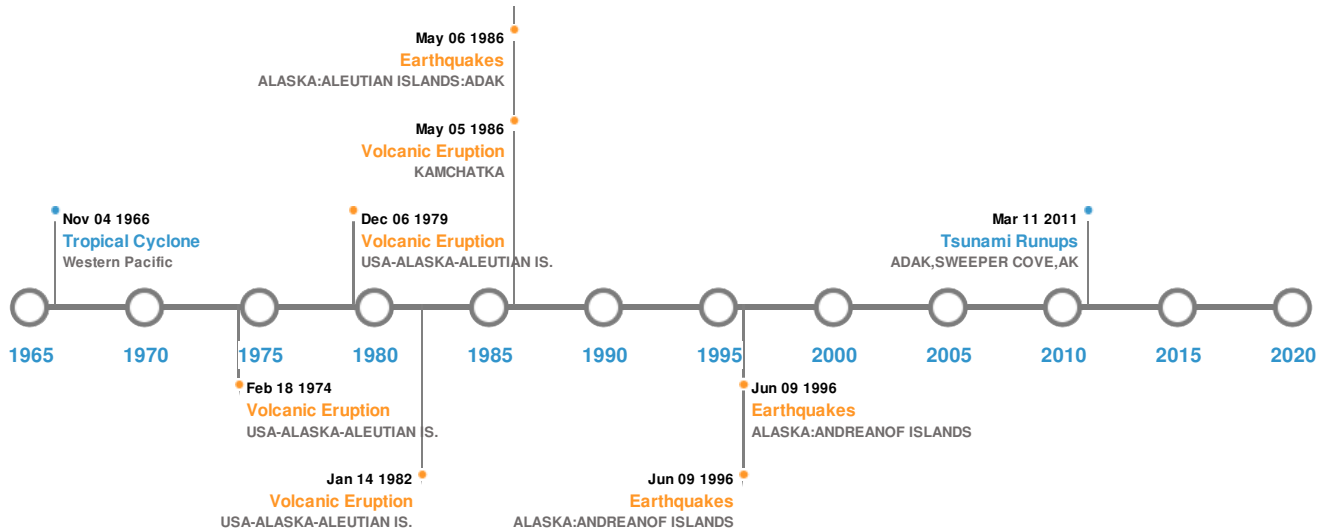 May 06 1986
Earthquakes
ALASKA:ALEUTIAN ISLANDS:ADAK
May 05 1986
Volcanic Eruption
KAMCHATKA
Nov 04 1966
Tropical Cyclone
Western Pacific
Dec 06 1979
Volcanic Eruption
USA-ALASKA-ALEUTIAN IS.
Mar 11 2011
Tsunami Runups
ADAK,SWEEPER COVE,AK
1965 1970 1975 1980 1985 1990 1995 2000 2005 2010 2015 2020
Feb 18 1974
Volcanic Eruption
USA-ALASKA-ALEUTIAN IS.
Jun 09 1996
Earthquakes
ALASKA:ANDREANOF ISLANDS
Jan 14 1982
Volcanic Eruption
USA-ALASKA-ALEUTIAN IS.
Jun 09 1996
Earthquakes
ALASKA:ANDREANOF ISLANDS